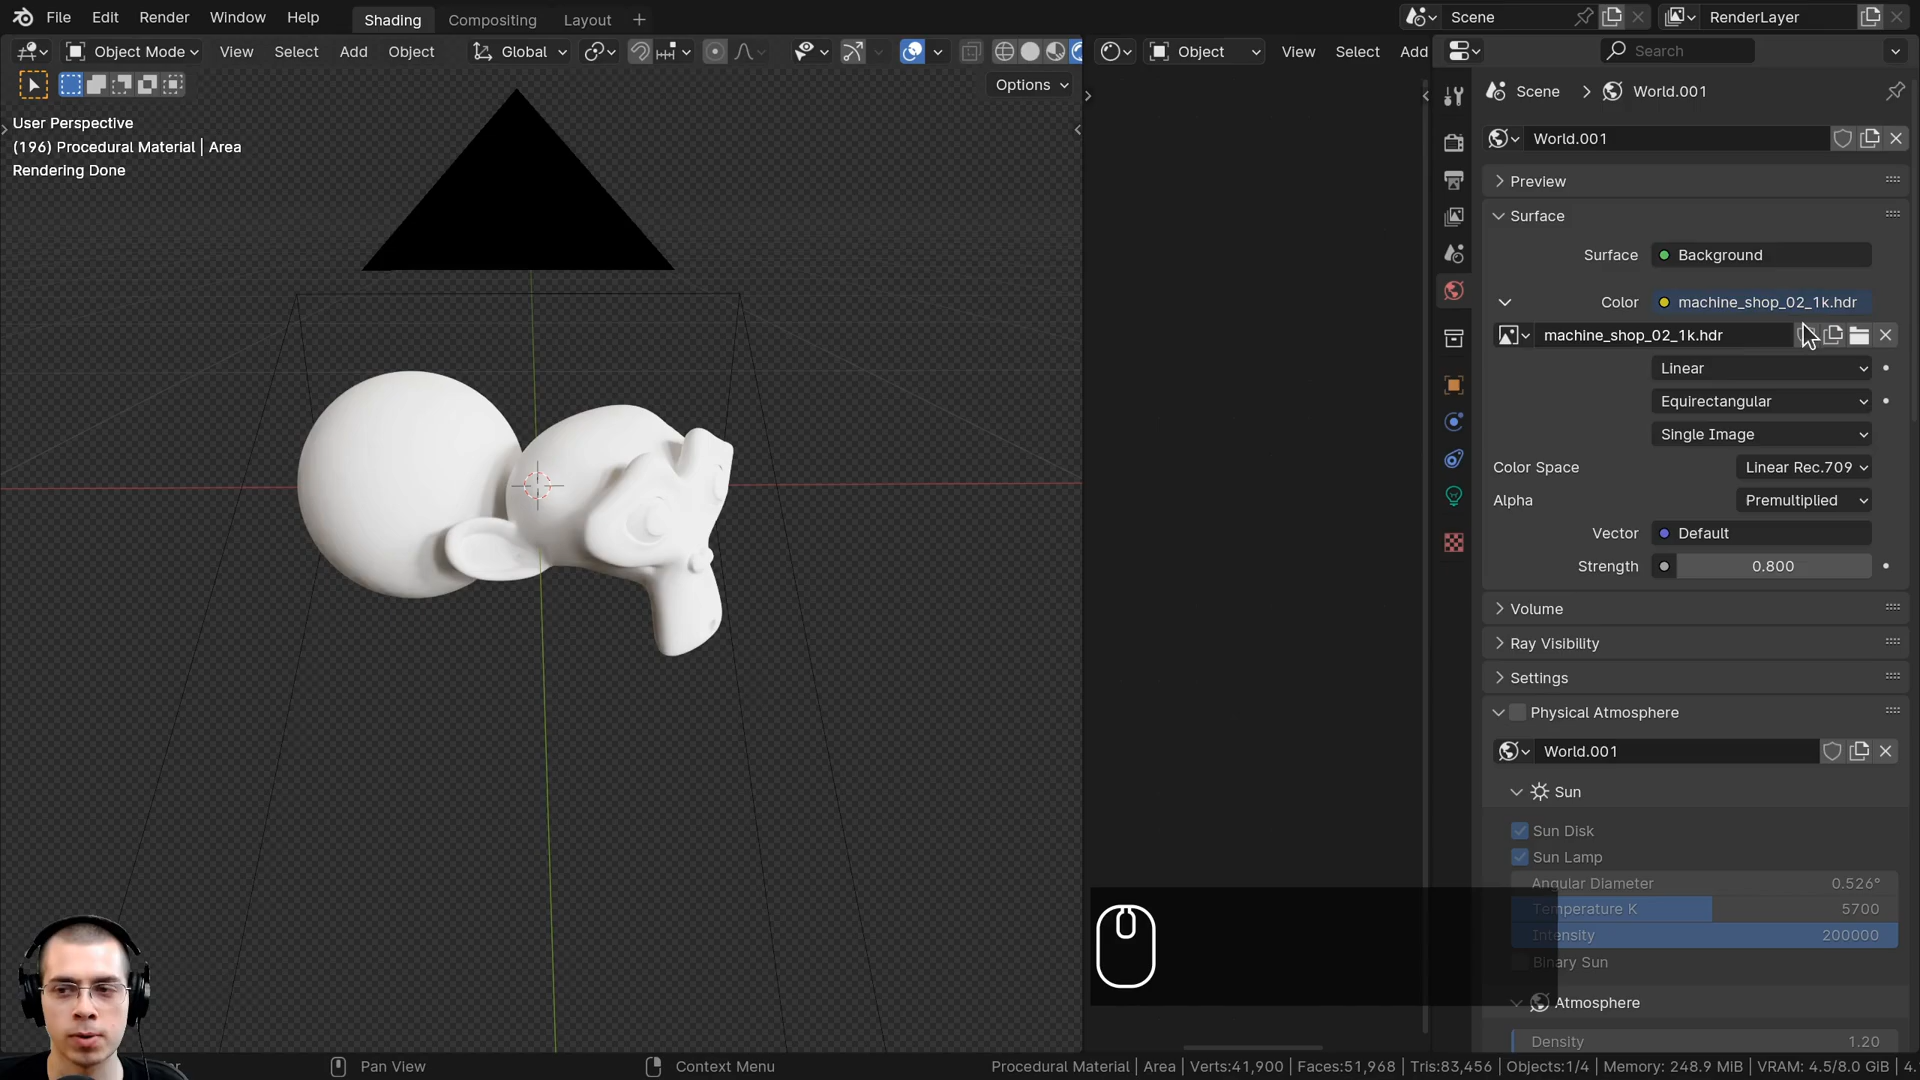 File Edit Render Window Help Shading Compositing Layout + Scene RenderLayer
Object Mode View Select Add Object Global Object View Select Add Search
Options
User Perspective
(196) Procedural Material | Area
Rendering Done
Scene > World.001
World.001
Preview
Surface
Surface Background
Color machine_shop_02_1k.hdr
machine_shop_02_1k.hdr
Linear
Equirectangular
Single Image
Color Space Linear Rec.709
Alpha Premultiplied
Vector Default
Strength 0.800
Volume
Ray Visibility
Settings
Physical Atmosphere
World.001
Sun
Sun Disk
Sun Lamp
Angular Diameter 0.526°
Temperature K 5700
Intensity 200000
Binary Sun
Atmosphere
Density 1.20
Pan View Context Menu Procedural Material | Area | Verts:41,900 | Faces:51,968 | Tris:83,456 | Objects:1/4 | Memory: 248.9 MiB | VRAM: 4.5/8.0 GiB | 4.